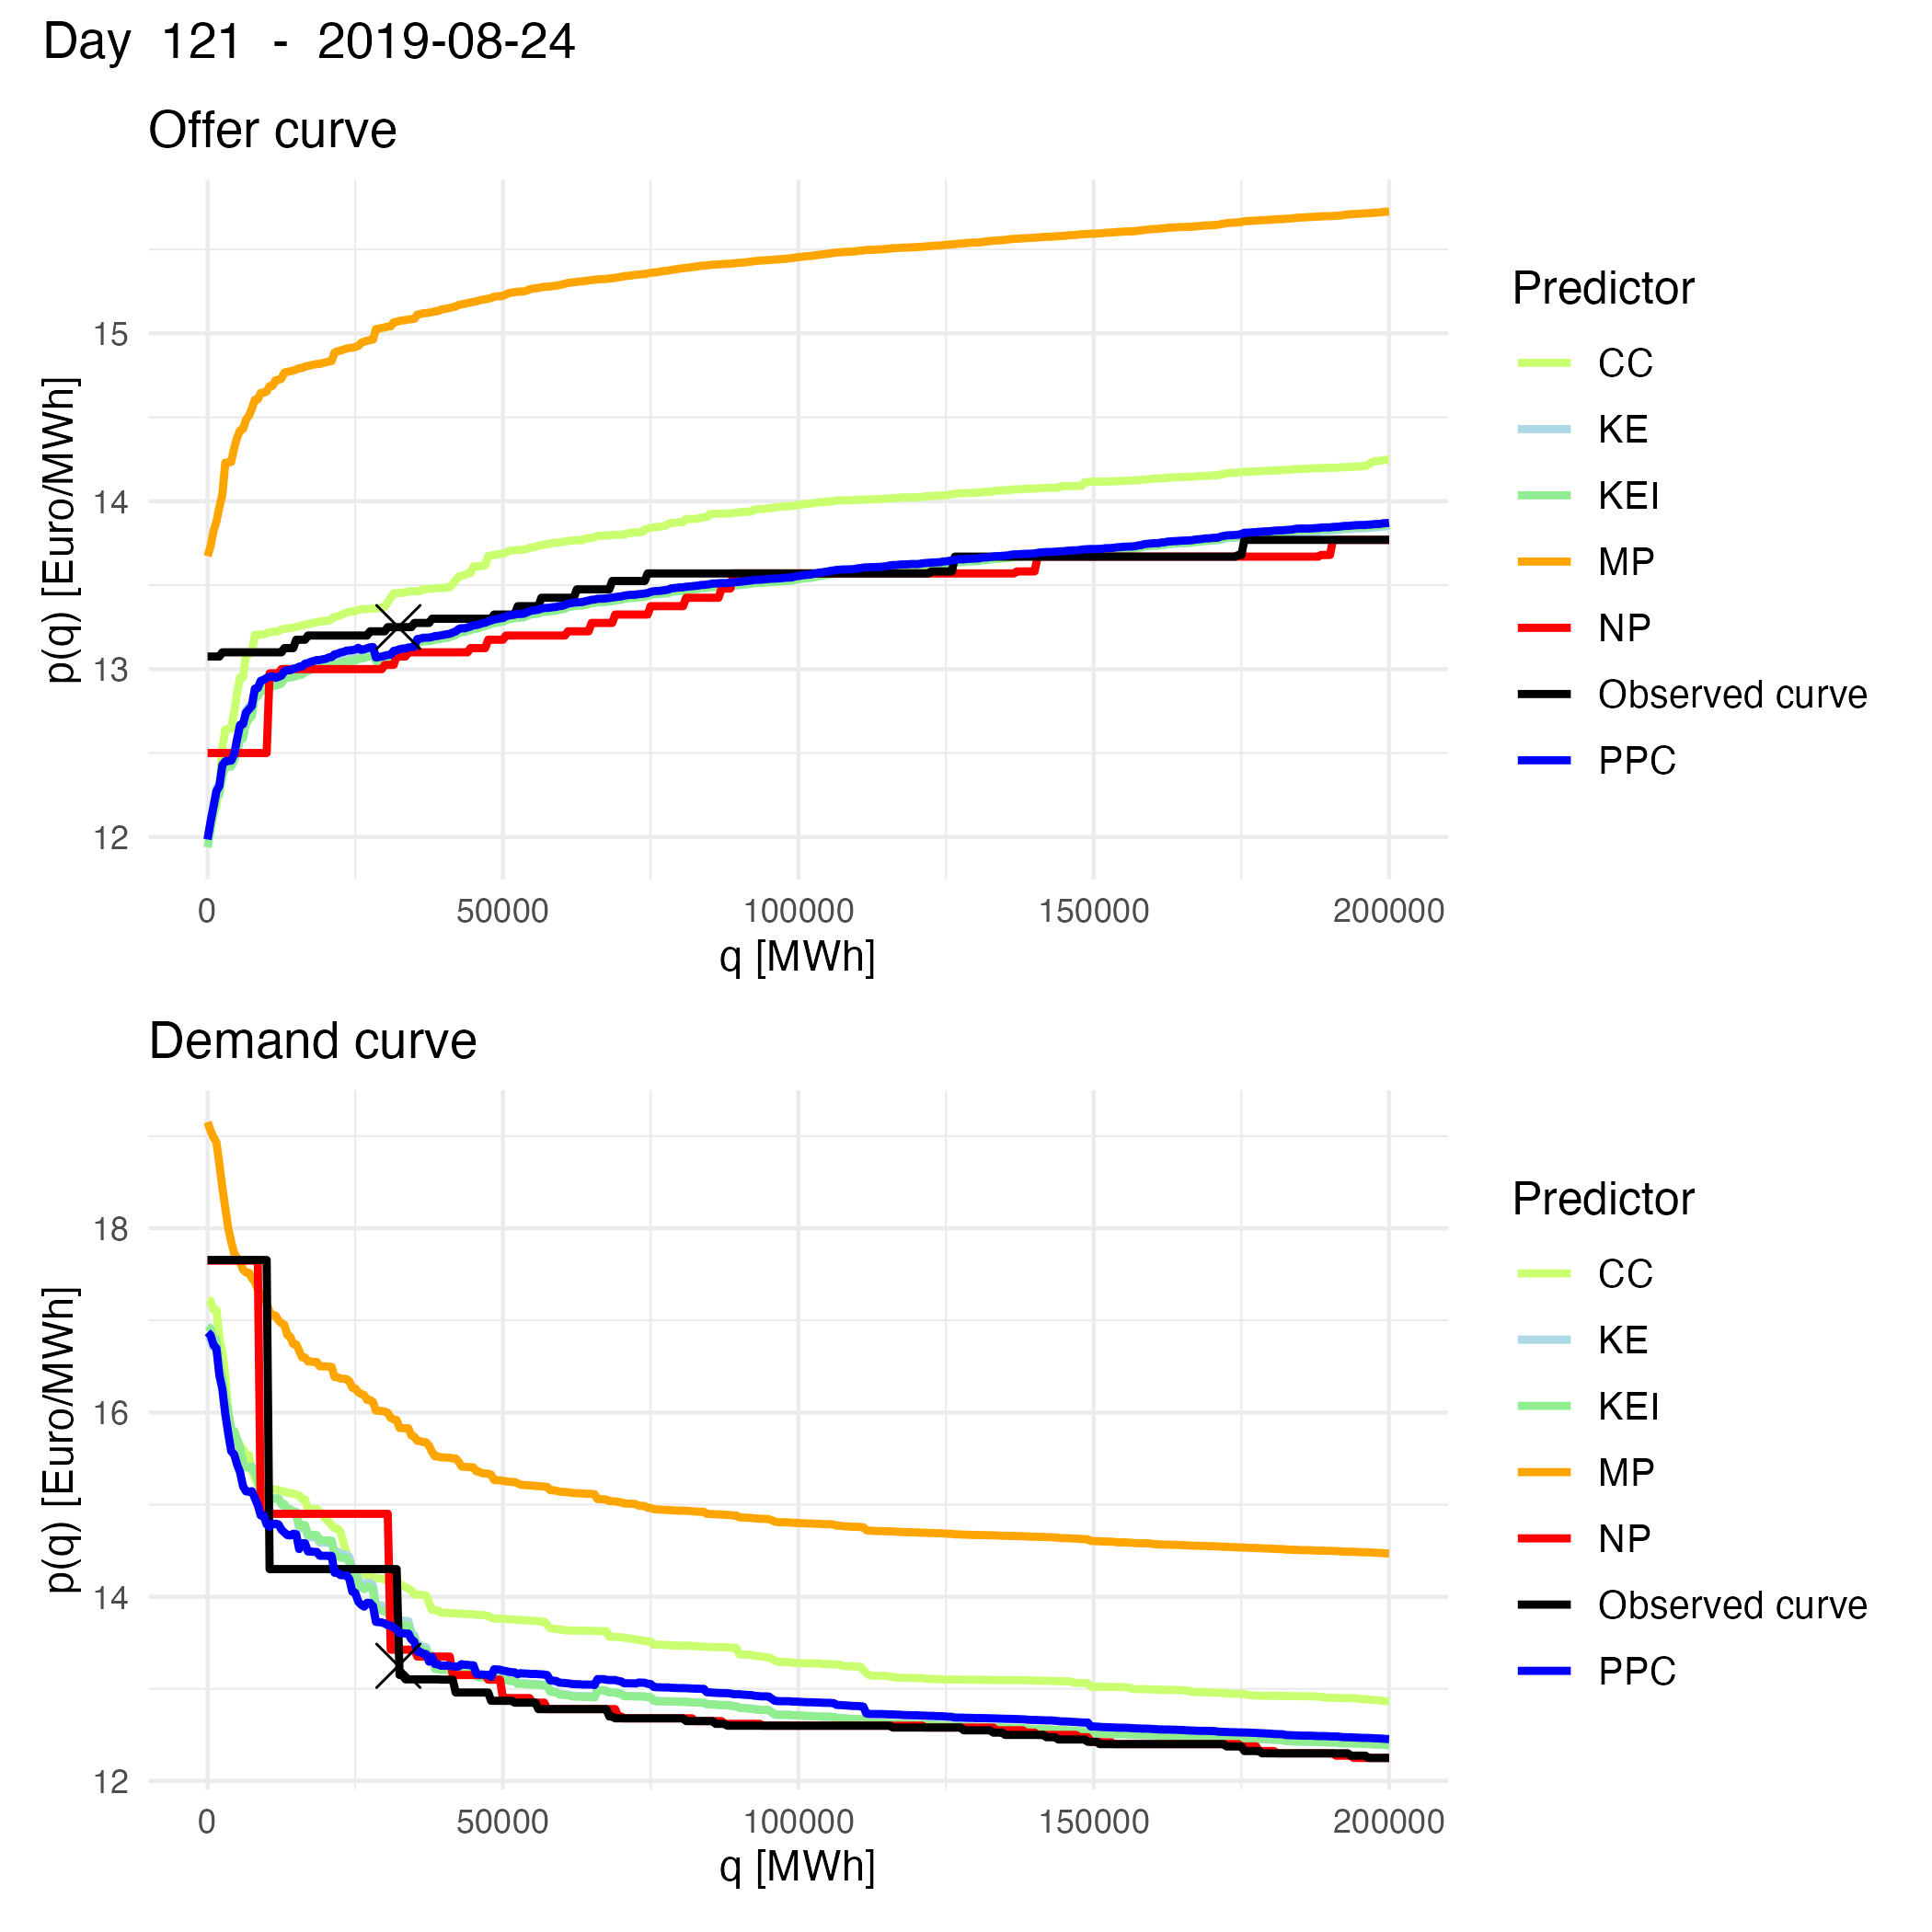 Day 121 - 2019-08-24
Offer curve
p(q) [Euro/MWh]
15
14
13
12
0 50000 100000 150000 200000
q [MWh]
Predictor
CC
KE
KEI
MP
NP
Observed curve
PPC
Demand curve
p(q) [Euro/MWh]
18
16
14
12
0 50000 100000 150000 200000
q [MWh]
Predictor
CC
KE
KEI
MP
NP
Observed curve
PPC